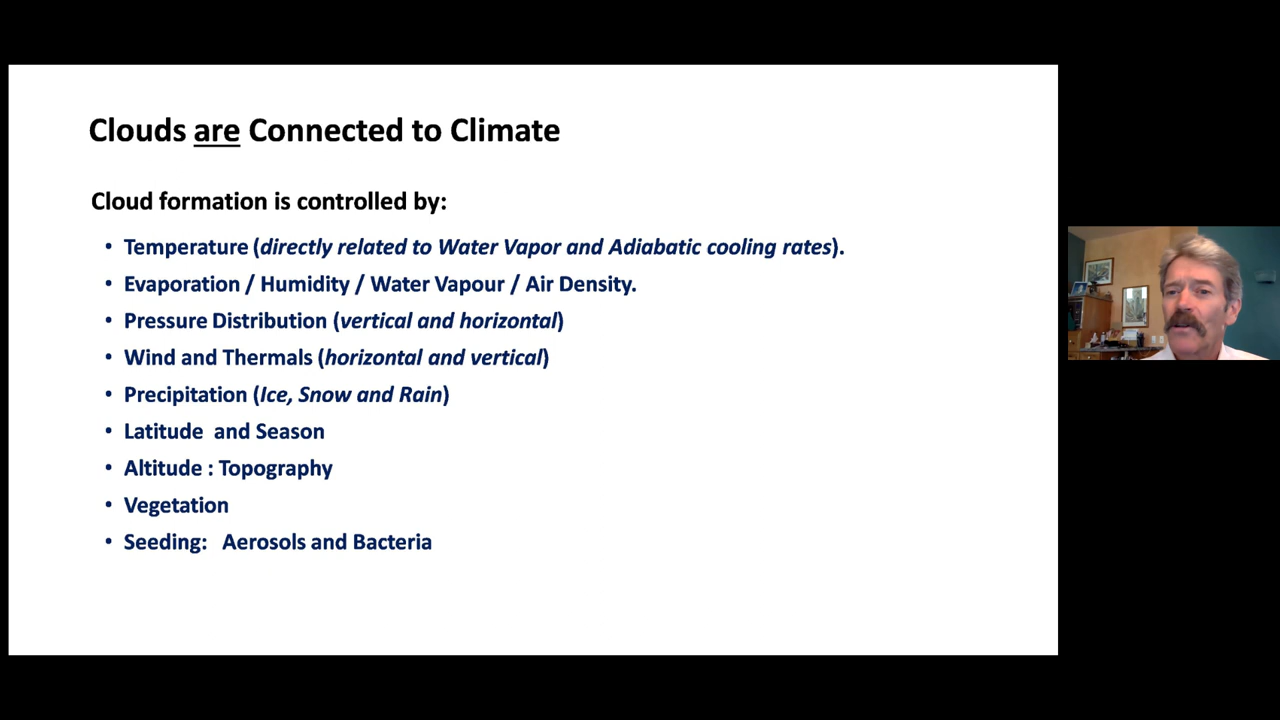 Clouds are Connected to Climate
Cloud formation is controlled by:
• Temperature (directly related to Water Vapor and Adiabatic cooling rates).
• Evaporation / Humidity / Water Vapour / Air Density.
• Pressure Distribution (vertical and horizontal)
• Wind and Thermals (horizontal and vertical)
• Precipitation (Ice, Snow and Rain)
• Latitude  and Season
• Altitude : Topography
• Vegetation
• Seeding:   Aerosols and Bacteria